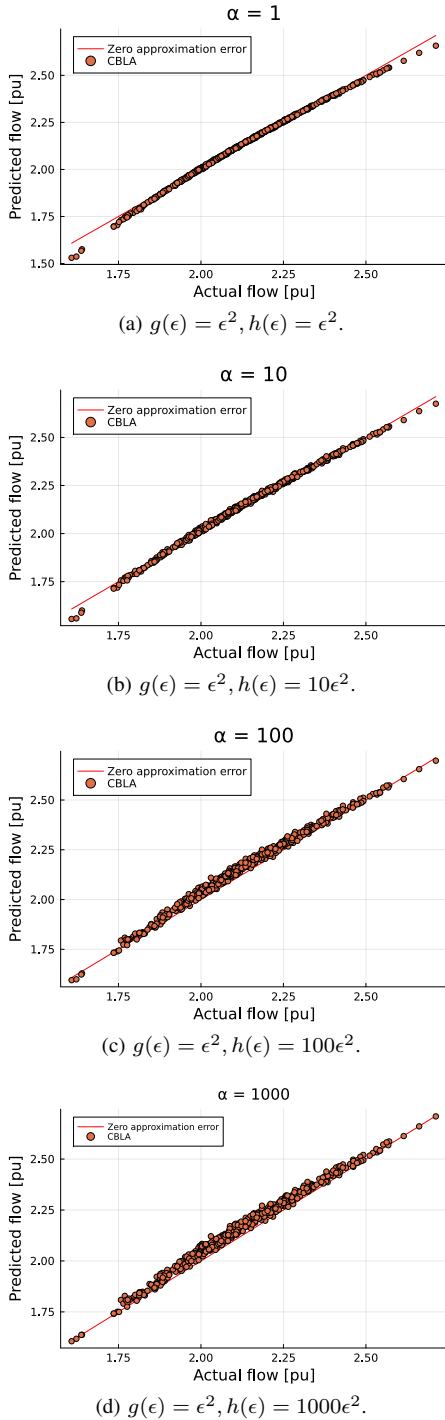 α = 1
Zero approximation error
CBLA
Predicted flow [pu]
2.50
2.25
2.00
1.75
1.50
1.75
2.00
2.25
2.50
Actual flow [pu]
(a) g(ϵ) = ϵ², h(ϵ) = ϵ².
α = 10
Zero approximation error
CBLA
Predicted flow [pu]
2.50
2.25
2.00
1.75
1.75
2.00
2.25
2.50
Actual flow [pu]
(b) g(ϵ) = ϵ², h(ϵ) = 10ϵ².
α = 100
Zero approximation error
CBLA
Predicted flow [pu]
2.50
2.25
2.00
1.75
1.75
2.00
2.25
2.50
Actual flow [pu]
(c) g(ϵ) = ϵ², h(ϵ) = 100ϵ².
α = 1000
Zero approximation error
CBLA
Predicted flow [pu]
2.50
2.25
2.00
1.75
1.75
2.00
2.25
2.50
Actual flow [pu]
(d) g(ϵ) = ϵ², h(ϵ) = 1000ϵ².